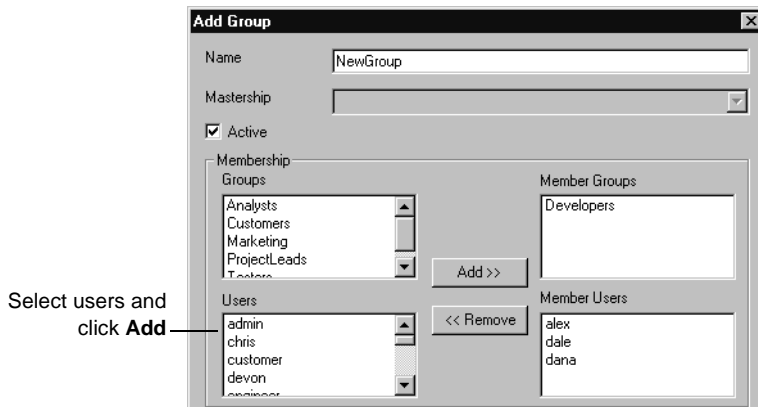 Add Group
Name
NewGroup
Mastership
Active
Membership
Groups
Analysts
Customers
Marketing
ProjectLeads
Add >>
Member Groups
Developers
Select users and
click Add
Users
admin
chris
customer
devon
<< Remove
Member Users
alex
dale
dana